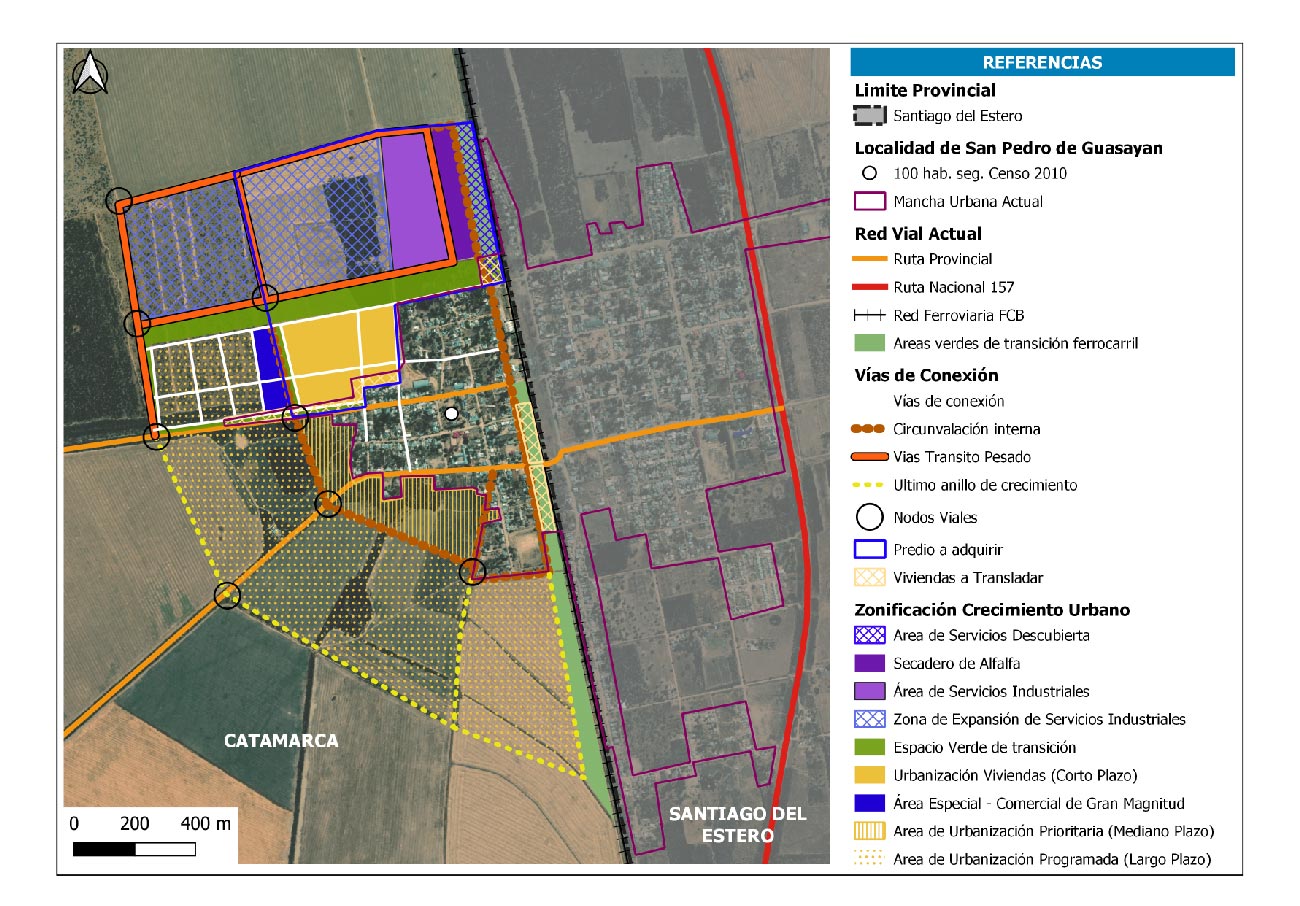 REFERENCIAS
Limite Provincial
Santiago del Estero
Localidad de San Pedro de Guasayan
100 hab. seg. Censo 2010
Mancha Urbana Actual
Red Vial Actual
Ruta Provincial
Ruta Nacional 157
Red Ferroviaria FCB
Areas verdes de transición ferrocarril
Vías de Conexión
Vías de conexión
Circunvalación interna
Vias Transito Pesado
Ultimo anillo de crecimiento
Nodos Viales
Predio a adquirir
Viviendas a Transladar
Zonificación Crecimiento Urbano
Area de Servicios Descubierta
Secadero de Alfalfa
Área de Servicios Industriales
Zona de Expansión de Servicios Industriales
Espacio Verde de transición
Urbanización Viviendas (Corto Plazo)
Área Especial - Comercial de Gran Magnitud
Area de Urbanización Prioritaria (Mediano Plazo)
Area de Urbanización Programada (Largo Plazo)
CATAMARCA
SANTIAGO DEL
ESTERO
0 200 400 m